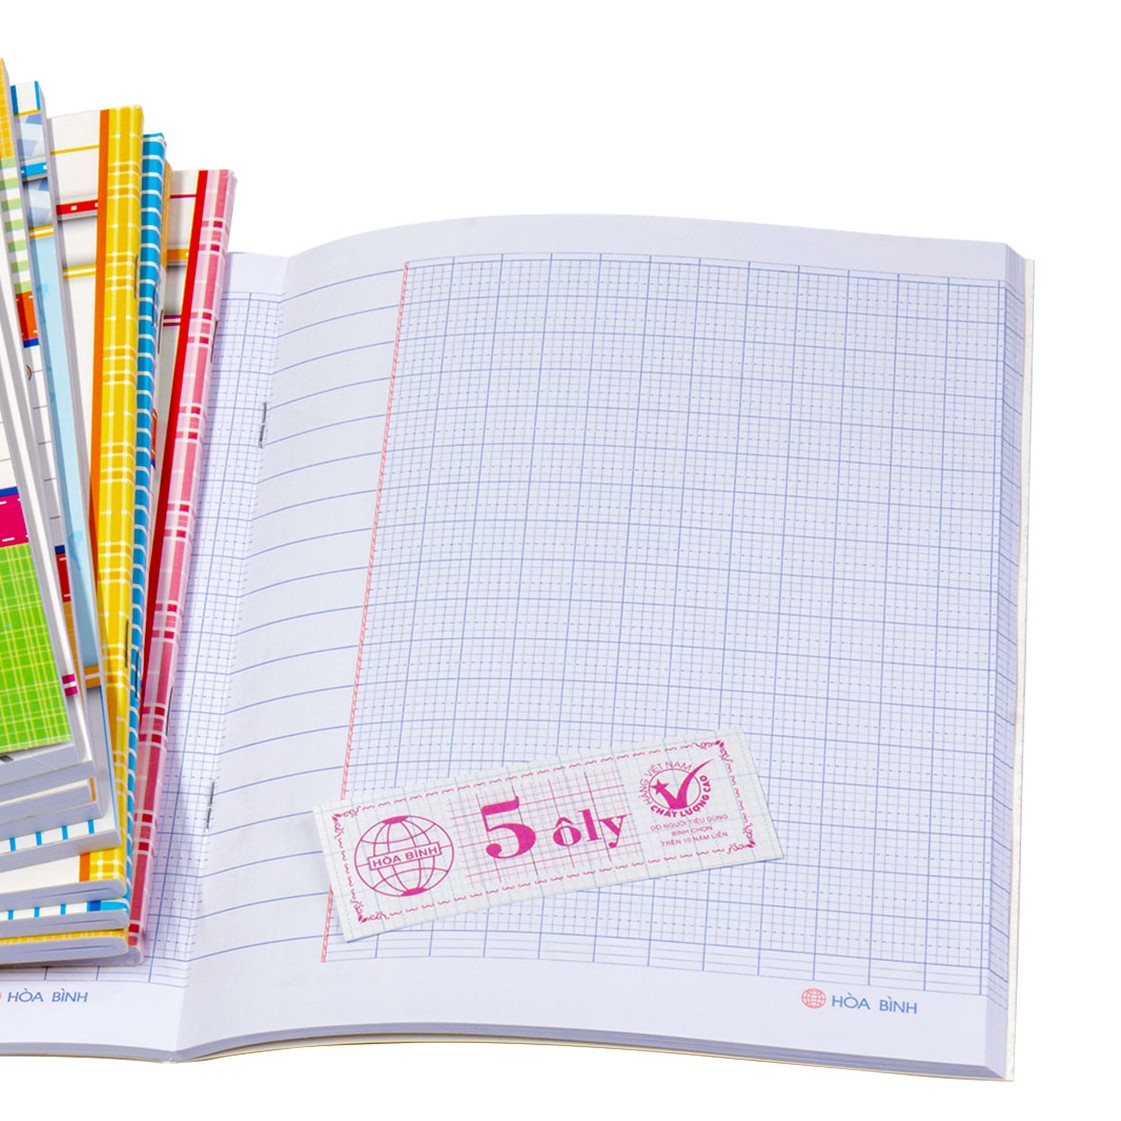 HÒA BÌNH
5 ôly
HÀNG VIỆT NAM
CHẤT LƯỢNG CAO
DO NGƯỜI TIÊU DÙNG
BÌNH CHỌN
TRÊN 10 NĂM LIỀN
HÒA BÌNH
HÒA BÌNH